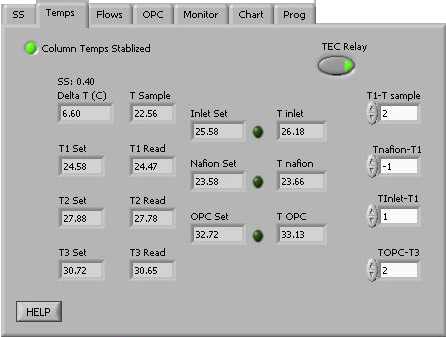 SS Temps Flows OPC Monitor Chart Prog
Column Temps Stablized
TEC Relay
SS: 0.40
Delta T (C) T Sample T1-T sample
6.60 22.56 2
Inlet Set T inlet
25.58 26.18
T1 Set T1 Read Tnafion-T1
24.58 24.47 -1
Nafion Set T nafion
23.58 23.66
T2 Set T2 Read TInlet-T1
27.88 27.78 1
OPC Set T OPC
32.72 33.13
T3 Set T3 Read TOPC-T3
30.72 30.65 2
HELP